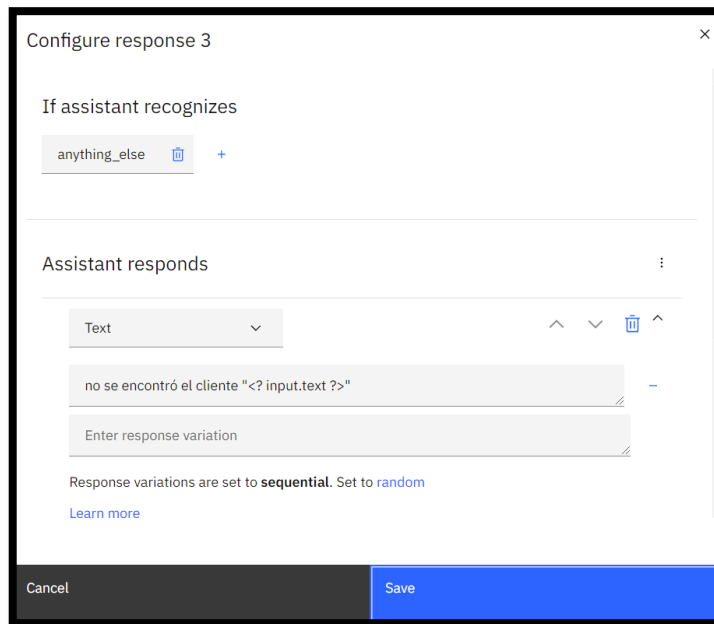 Configure response 3
If assistant recognizes
anything_else
+
Assistant responds
Text
no se encontró el cliente "<? input.text ?>"
Enter response variation
Response variations are set to sequential. Set to random
Learn more
Cancel
Save